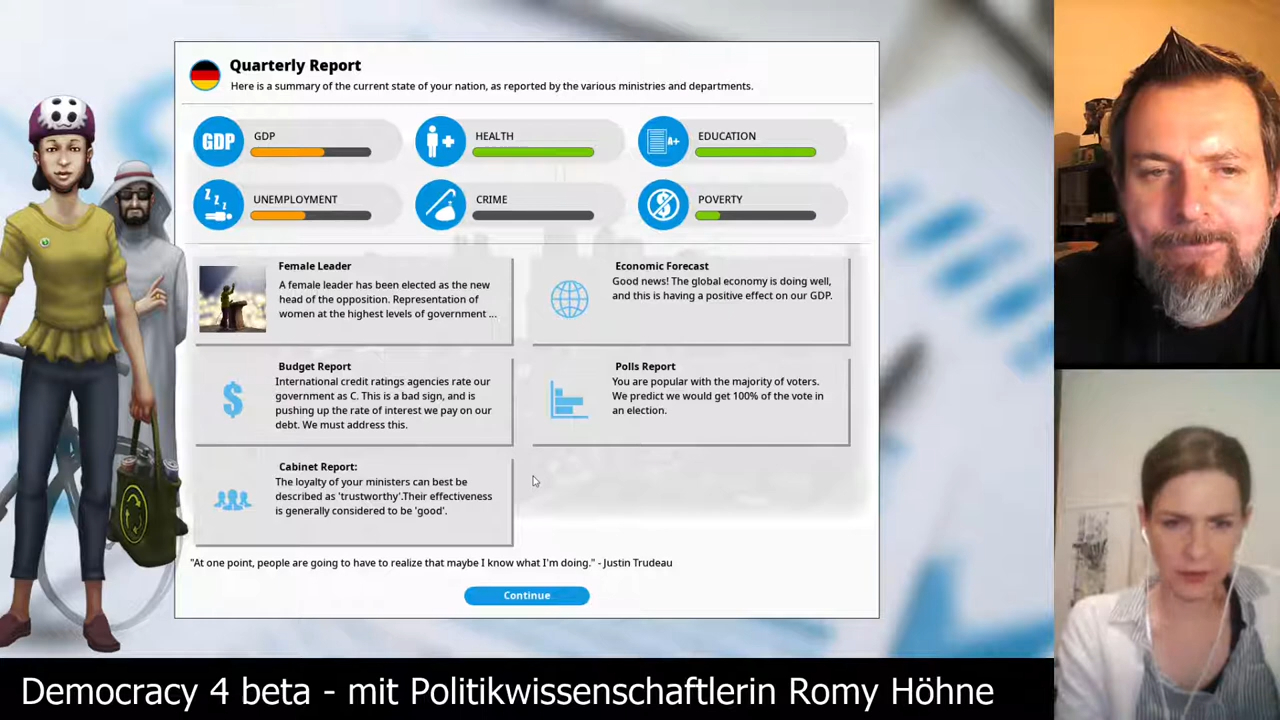 Quarterly Report
Here is a summary of the current state of your nation, as reported by the various ministries and departments.
GDP
GDP
HEALTH
A+
EDUCATION
Z Z Z
UNEMPLOYMENT
CRIME
$
POVERTY
Female Leader
A female leader has been elected as the new
head of the opposition. Representation of
women at the highest levels of government ...
Economic Forecast
Good news! The global economy is doing well,
and this is having a positive effect on our GDP.
Budget Report
$
International credit ratings agencies rate our
government as C. This is a bad sign, and is
pushing up the rate of interest we pay on our
debt. We must address this.
Polls Report
You are popular with the majority of voters.
We predict we would get 100% of the vote in
an election.
Cabinet Report:
The loyalty of your ministers can best be
described as 'trustworthy'.Their effectiveness
is generally considered to be 'good'.
"At one point, people are going to have to realize that maybe I know what I'm doing." - Justin Trudeau
Continue
Democracy 4 beta - mit Politikwissenschaftlerin Romy Höhne